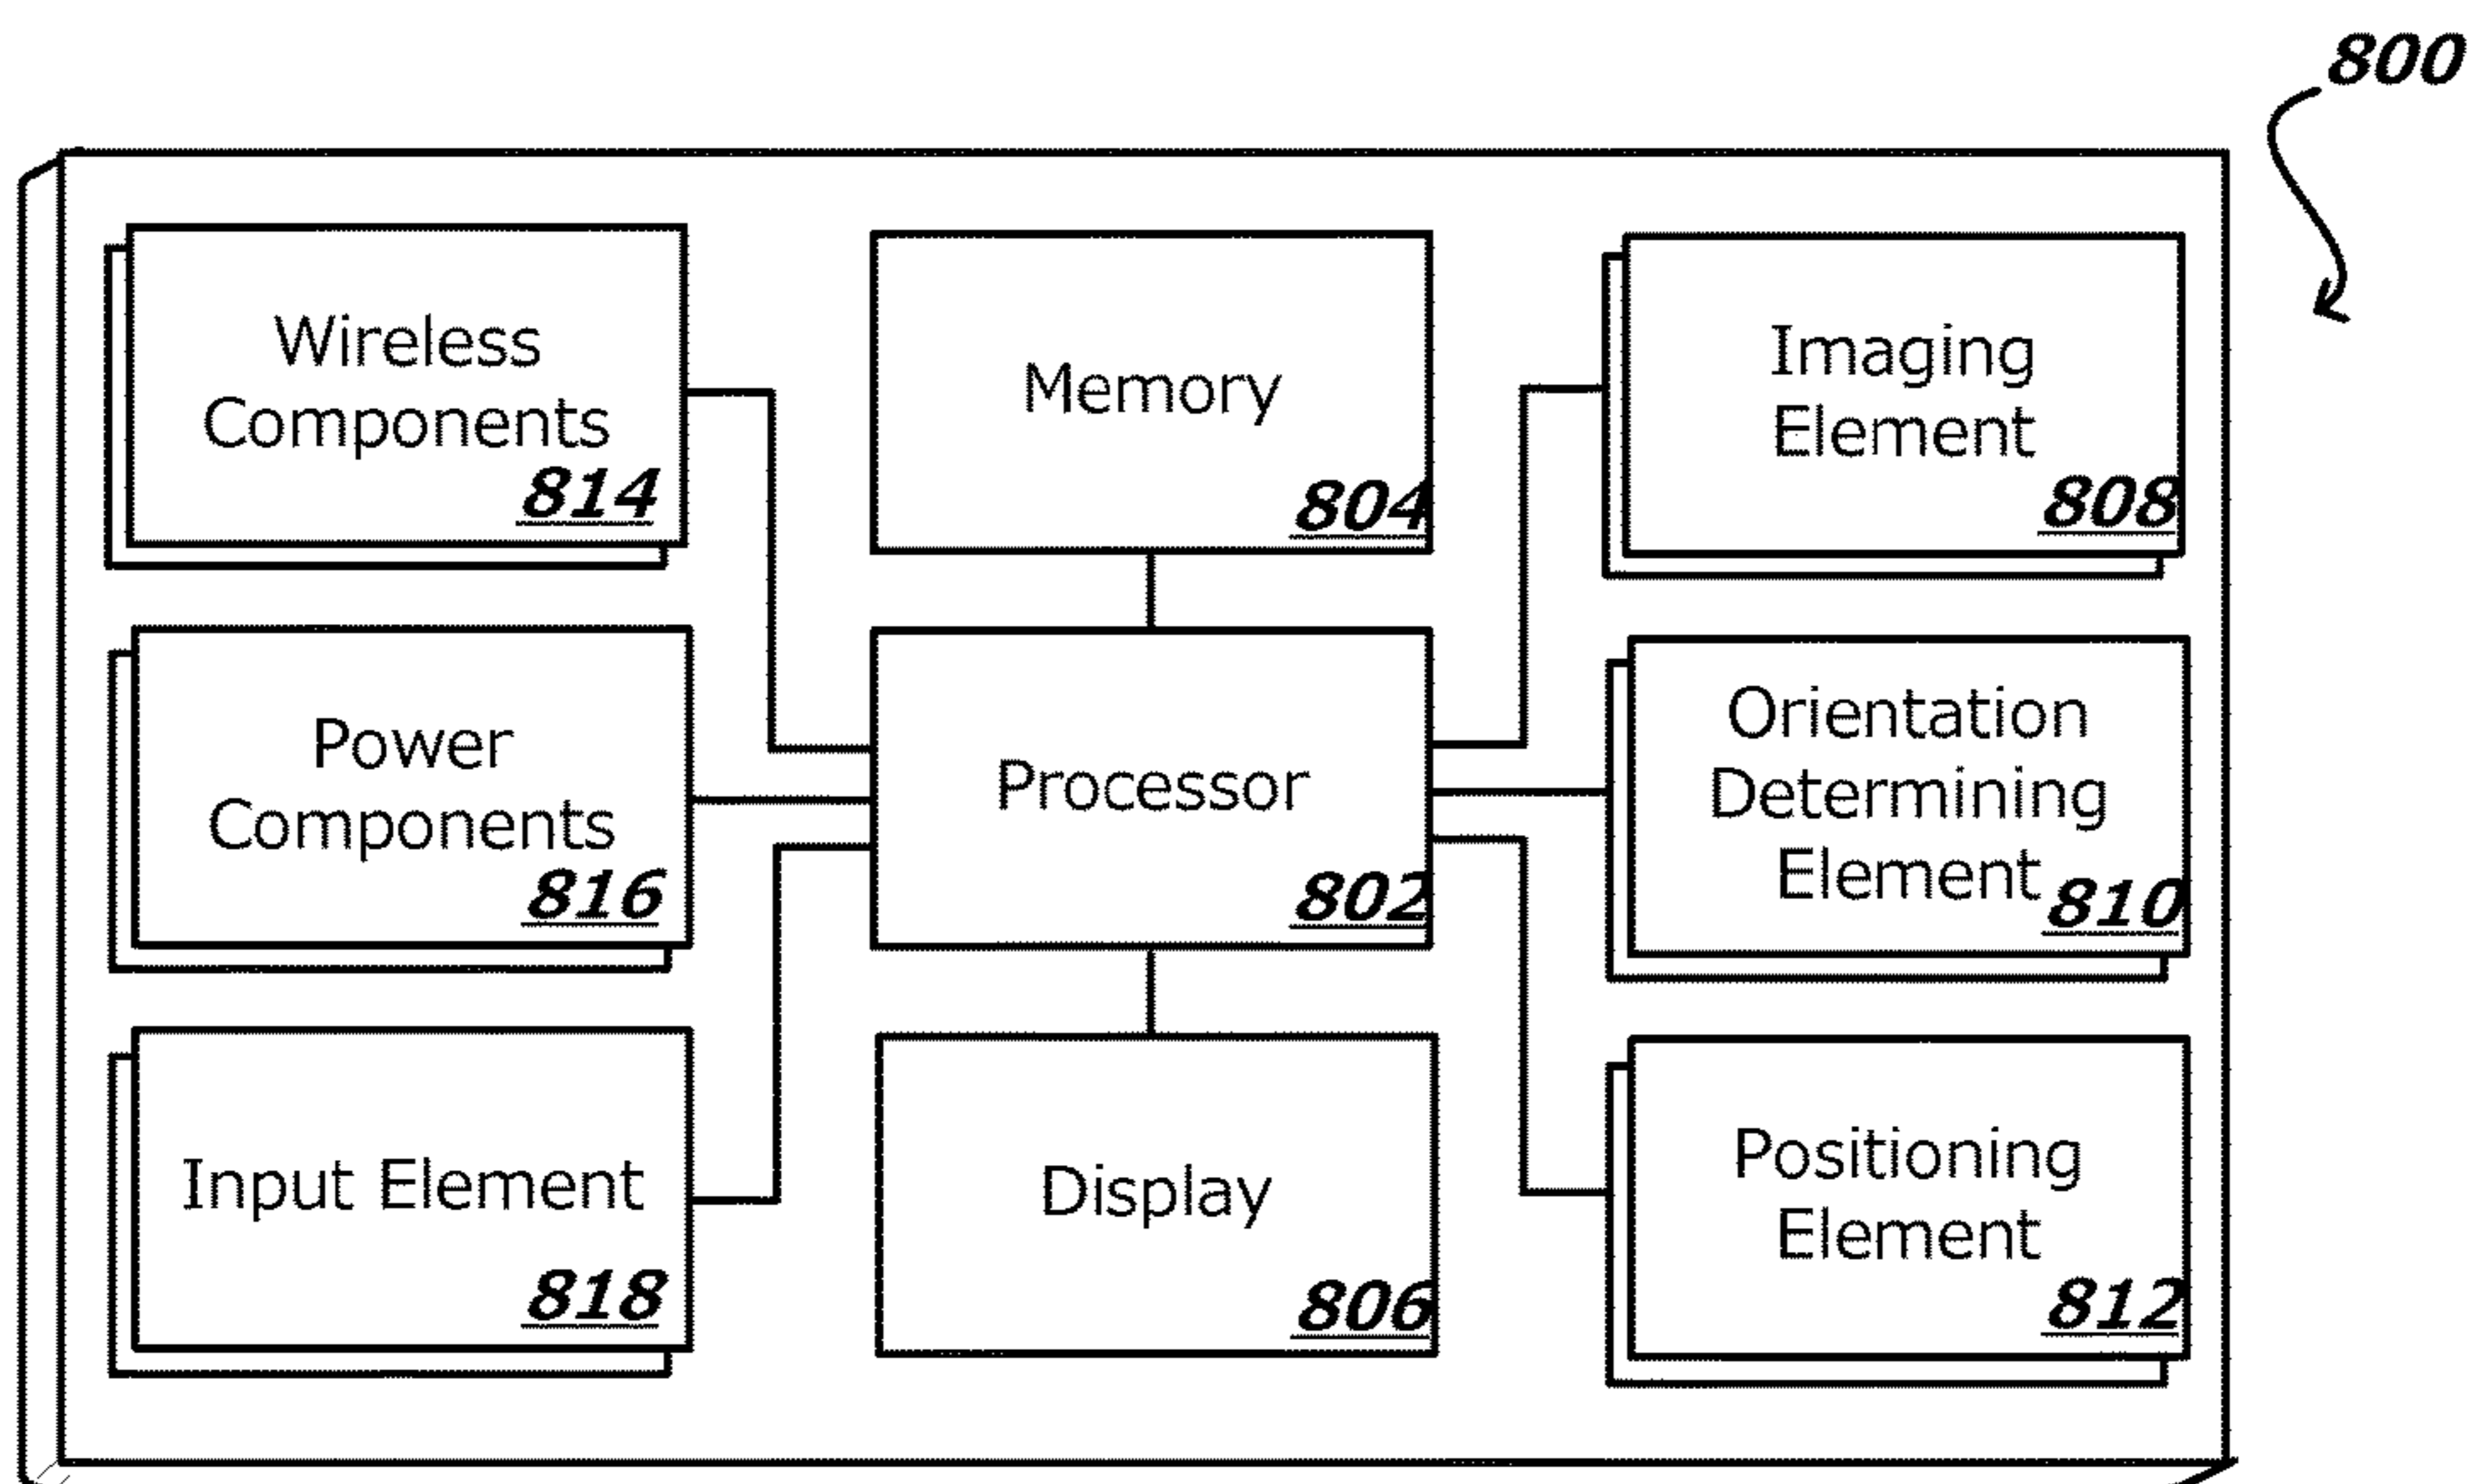 800
Wireless
Components
814
Memory
804
Imaging
Element
808
Power
Components
816
Processor
802
Orientation
Determining
Element
810
Input Element
818
Display
806
Positioning
Element
812